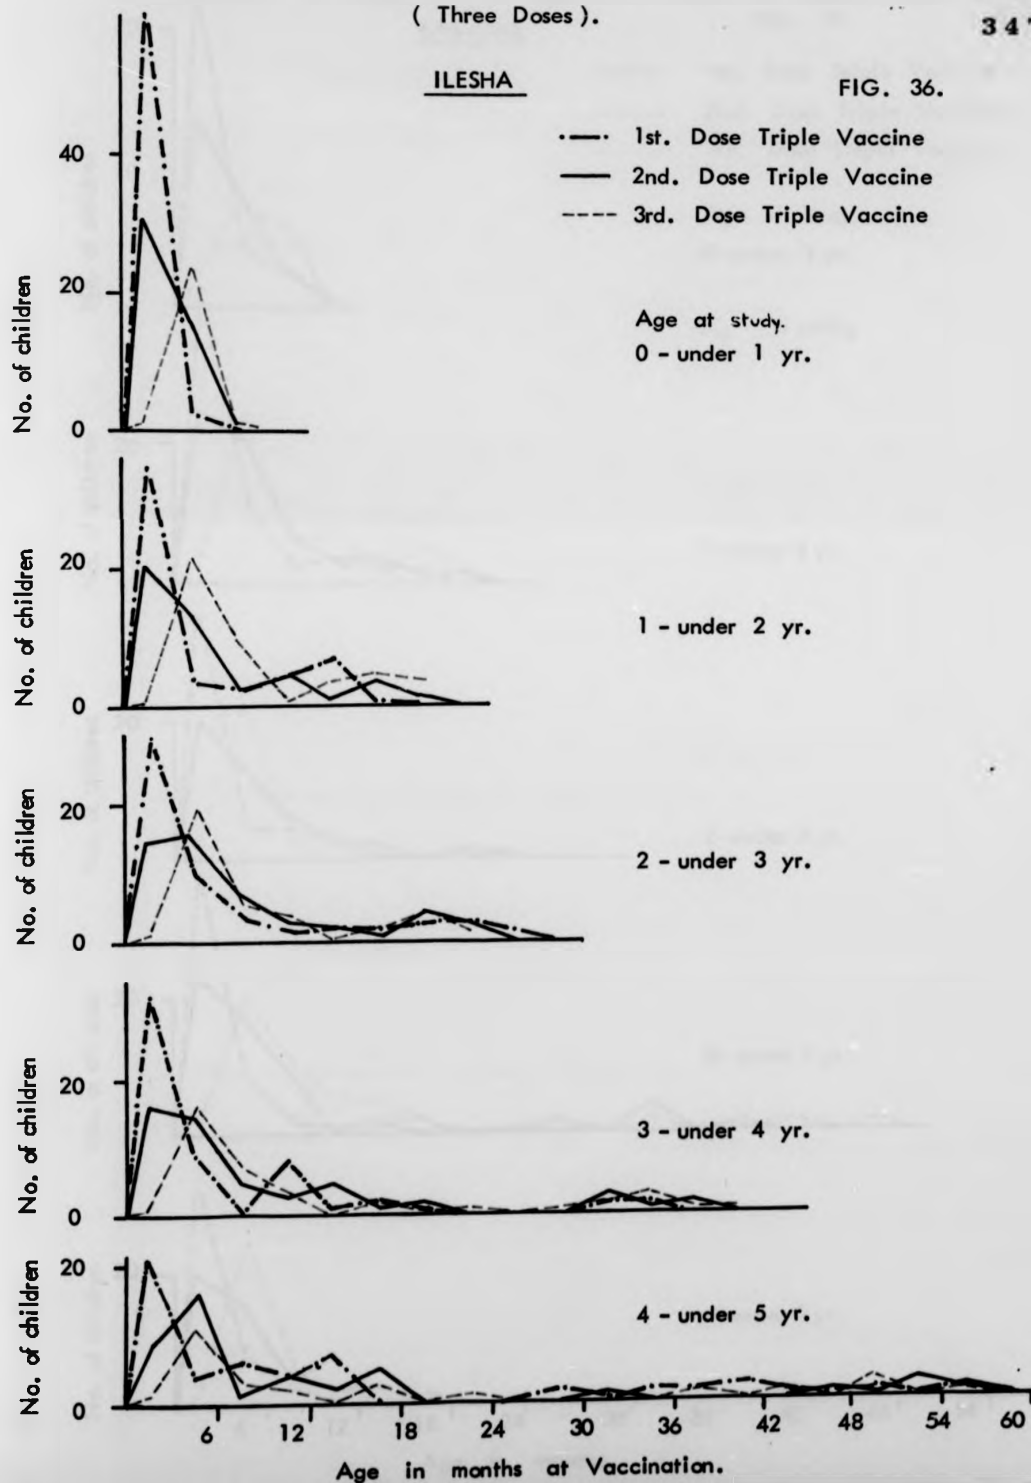 ( Three Doses ).
34
ILESHA
FIG. 36.
1st. Dose Triple Vaccine
2nd. Dose Triple Vaccine
3rd. Dose Triple Vaccine
Age at study.
0 - under 1 yr.
No. of children
40
20
0
1 - under 2 yr.
No. of children
20
0
2 - under 3 yr.
No. of children
20
0
3 - under 4 yr.
No. of children
20
0
4 - under 5 yr.
No. of children
20
0
6 12 18 24 30 36 42 48 54 60
Age in months at Vaccination.